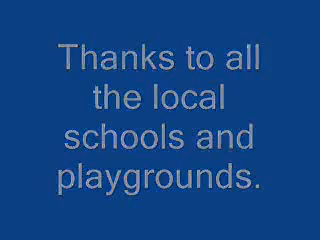 Thanks to all
the local
schools and
playgrounds.